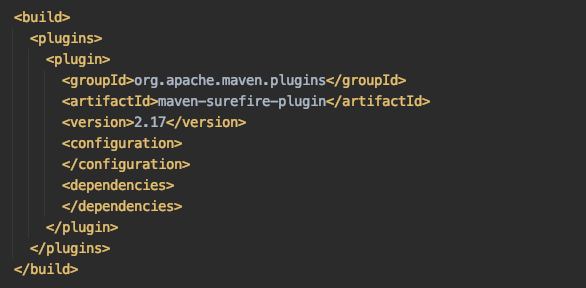 <build>
<plugins>
<plugin>
<groupId>org.apache.maven.plugins</groupId>
<artifactId>maven-surefire-plugin</artifactId>
<version>2.17</version>
<configuration>
</configuration>
<dependencies>
</dependencies>
</plugin>
</plugins>
</build>